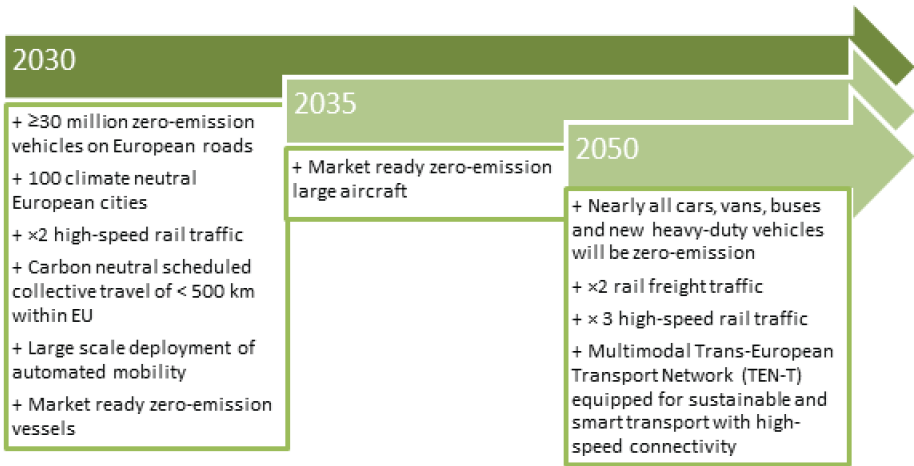 2030
+ ≥30 million zero-emission
vehicles on European roads
+ 100 climate neutral
European cities
+ ×2 high-speed rail traffic
+ Carbon neutral scheduled
collective travel of < 500 km
within EU
+ Large scale deployment of
automated mobility
+ Market ready zero-emission
vessels
2035
+ Market ready zero-emission
large aircraft
2050
+ Nearly all cars, vans, buses
and new heavy-duty vehicles
will be zero-emission
+ ×2 rail freight traffic
+ × 3 high-speed rail traffic
+ Multimodal Trans-European
Transport Network (TEN-T)
equipped for sustainable and
smart transport with high-
speed connectivity